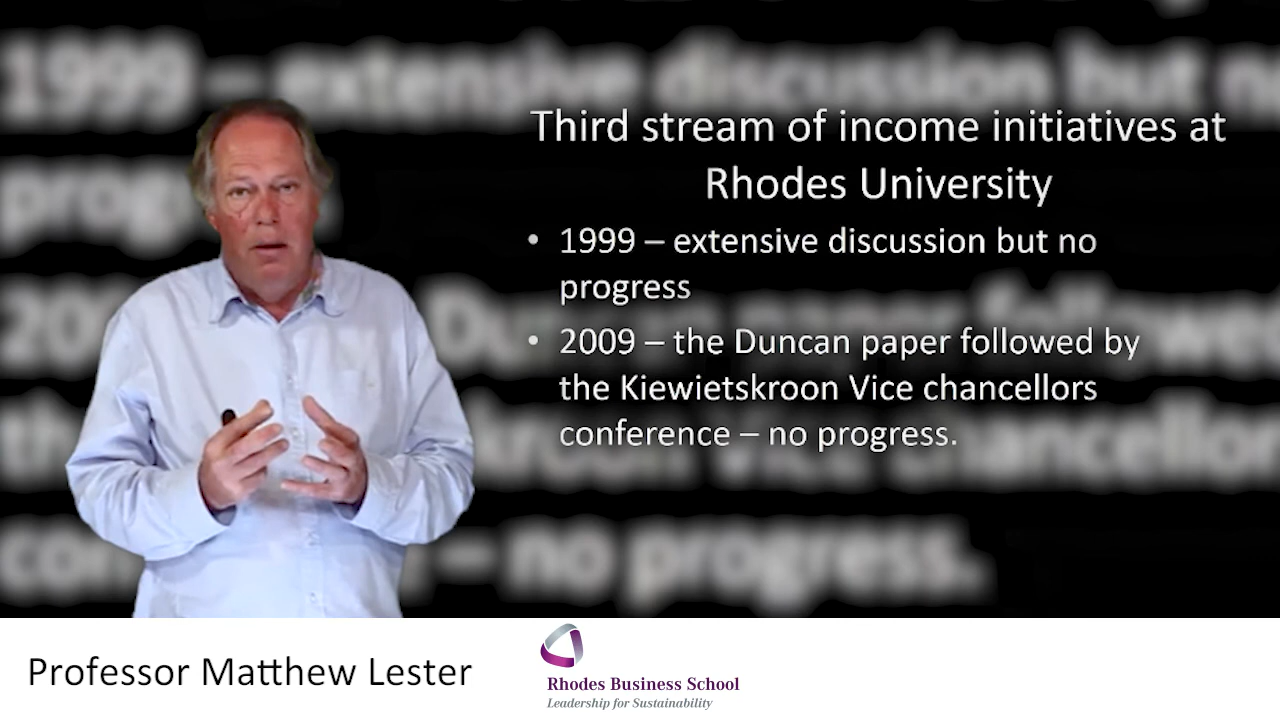 Third stream of income initiatives at
Rhodes University
• 1999 – extensive discussion but no
progress
• 2009 – the Duncan paper followed by
the Kiewietskroon Vice chancellors
conference – no progress.
Professor Matthew Lester
Rhodes Business School
Leadership for Sustainability